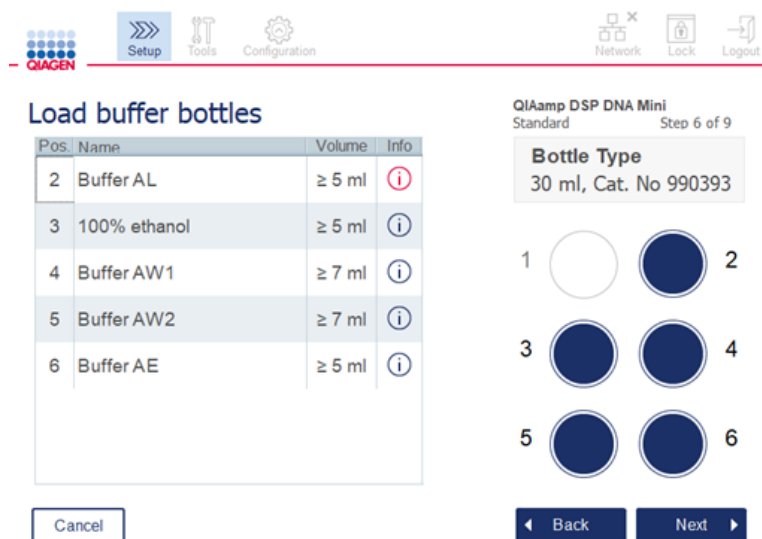 Setup
Tools
Configuration
Network
Lock
Logout
QIAGEN
Load buffer bottles
QIAamp DSP DNA Mini
Standard Step 6 of 9
Pos. Name Volume Info
2 Buffer AL ≥ 5 ml i
3 100% ethanol ≥ 5 ml i
4 Buffer AW1 ≥ 7 ml i
5 Buffer AW2 ≥ 7 ml i
6 Buffer AE ≥ 5 ml i
Bottle Type
30 ml, Cat. No 990393
1 2
3 4
5 6
Cancel
Back
Next